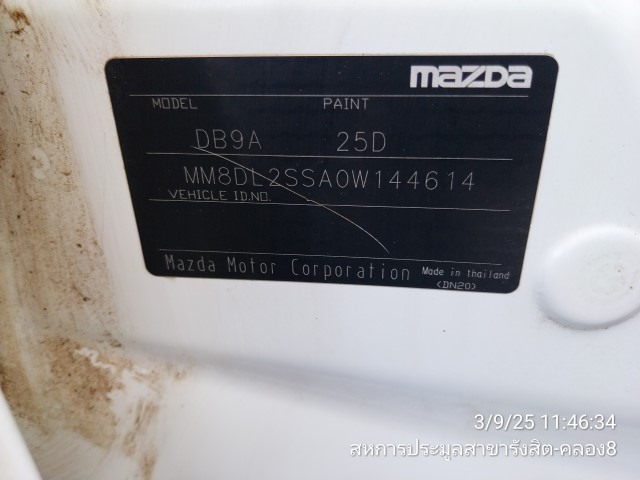 mazda
MODEL PAINT
DB9A 25D
MM8DL2SSA0W144614
VEHICLE ID.NO.
Mazda Motor Corporation Made in thailand
(DN20)
3/9/25 11:46:34
สหการประมูลสาขารังสิต-คลอง8